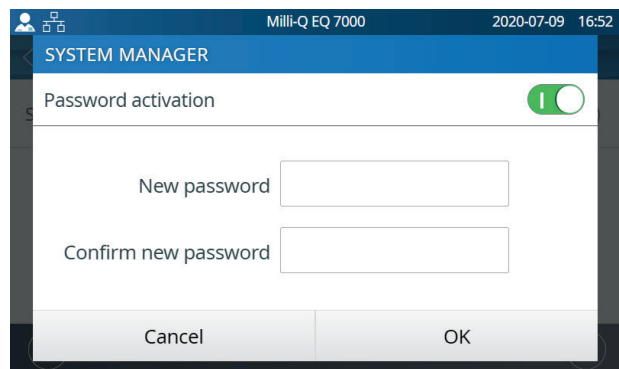 Milli-Q EQ 7000 2020-07-09 16:52
SYSTEM MANAGER
Password activation
New password
Confirm new password
Cancel OK